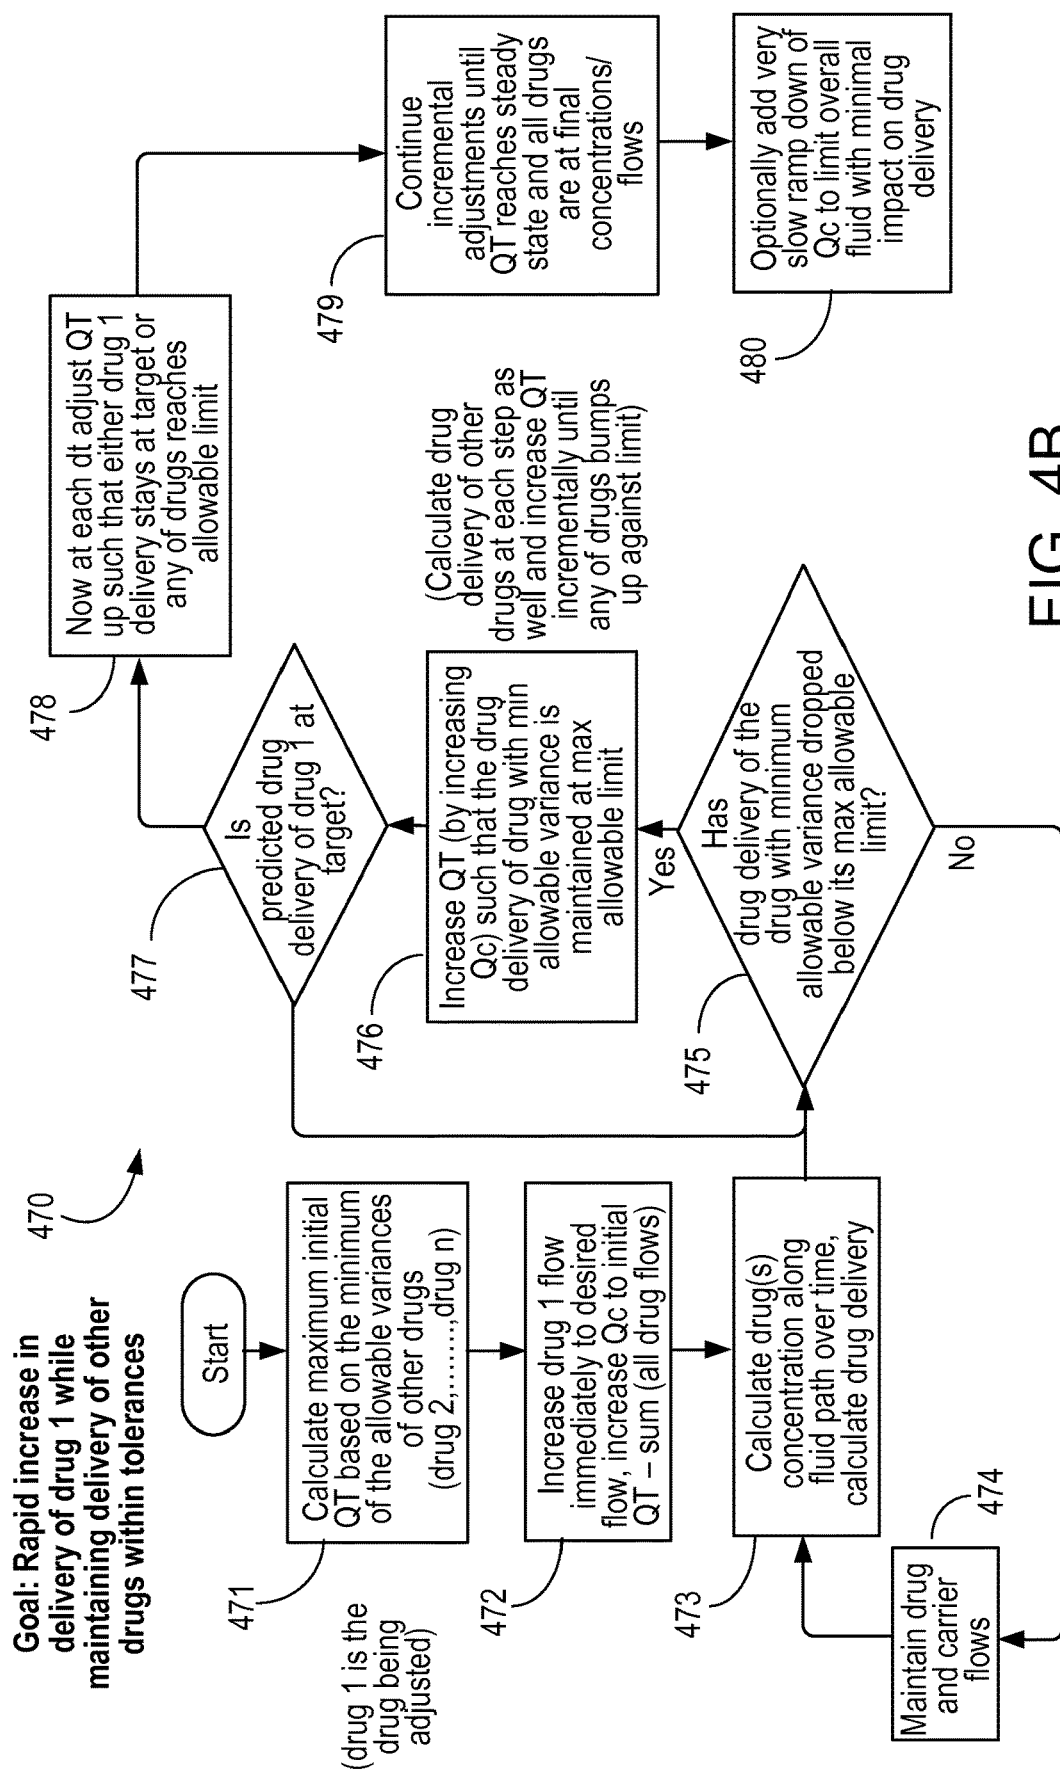 Goal: Rapid increase in
delivery of drug 1 while
maintaining delivery of other
drugs within tolerances
470
Start
(drug 1 is the
drug being
adjusted)
471
Calculate maximum initial
QT based on the minimum
of the allowable variances
of other drugs
(drug 2,.......,drug n)
472
Increase drug 1 flow
immediately to desired
flow, increase Qc to initial
QT – sum (all drug flows)
473
Calculate drug(s)
concentration along
fluid path over time,
calculate drug delivery
474
Maintain drug
and carrier
flows
475
Has
drug delivery of the
drug with minimum
allowable variance dropped
below its max allowable
limit?
Yes
No
476
Increase QT (by increasing
Qc) such that the drug
delivery of drug with min
allowable variance is
maintained at max
allowable limit
(Calculate drug
delivery of other
drugs at each step as
well and increase QT
incrementally until
any of drugs bumps
up against limit)
477
Is
predicted drug
delivery of drug 1 at
target?
478
Now at each dt adjust QT
up such that either drug 1
delivery stays at target or
any of drugs reaches
allowable limit
479
Continue
incremental
adjustments until
QT reaches steady
state and all drugs
are at final
concentrations/
flows
480
Optionally add very
slow ramp down of
Qc to limit overall
fluid with minimal
impact on drug
delivery
FIG. 4B